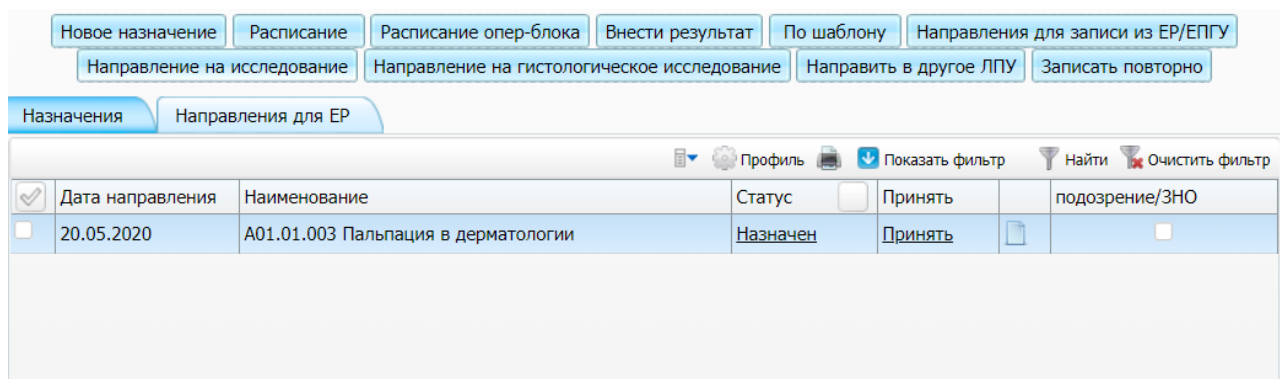 Новое назначение Расписание Расписание опер-блока Внести результат По шаблону Направления для записи из ЕР/ЕПГУ
Направление на исследование Направление на гистологическое исследование Направить в другое ЛПУ Записать повторно
Назначения Направления для ЕР
Профиль Показать фильтр Найти Очистить фильтр
Дата направления Наименование Статус Принять подозрение/ЗНО
20.05.2020 A01.01.003 Пальпация в дерматологии Назначен Принять